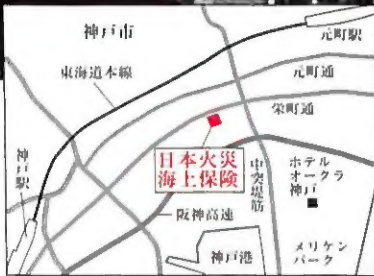 神戸市
元町駅
東海道本線
元町通
栄町通
日本火災
海上保険
神戸駅
阪神高速
中突堤筋
ホテル
オークラ
神戸
神戸港
メリケン
パーク